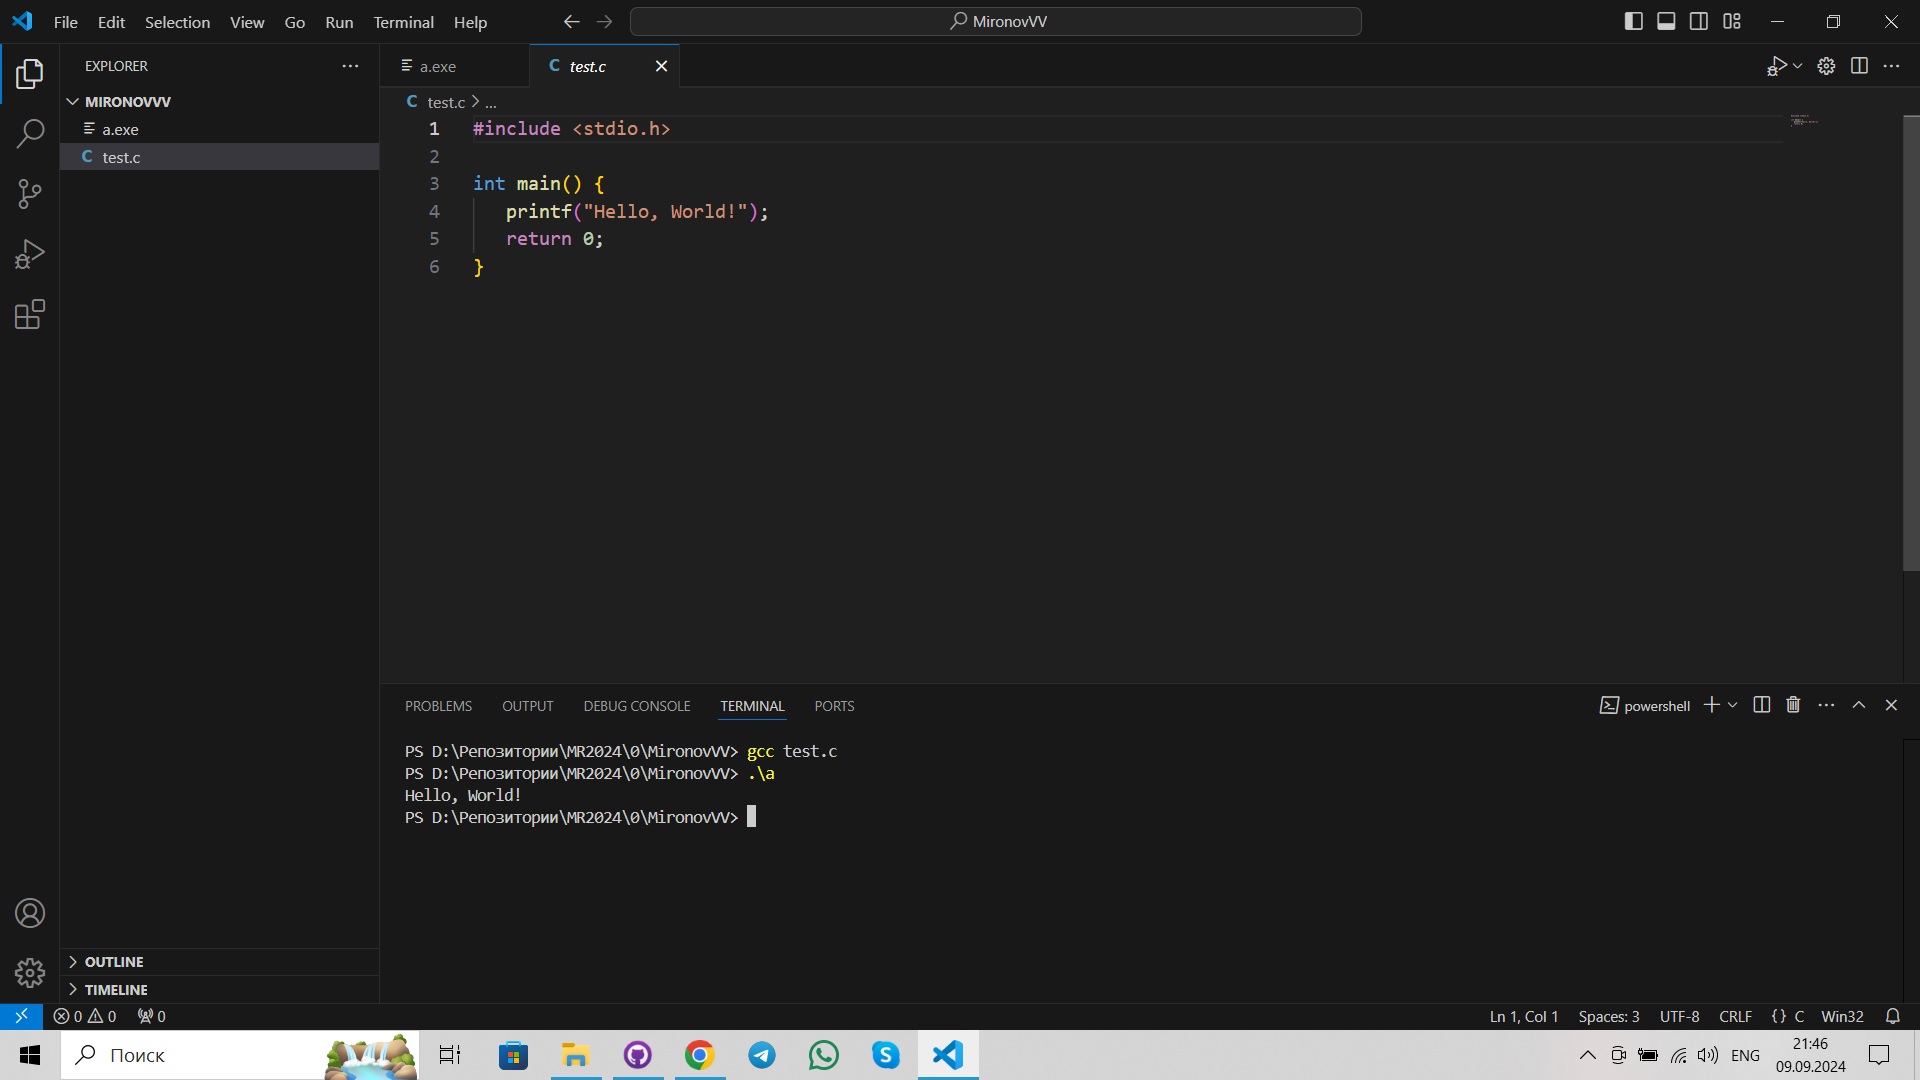 File Edit Selection View Go Run Terminal Help
MironovVV
EXPLORER
MIRONOVVV
a.exe
C test.c
OUTLINE
TIMELINE
a.exe
C test.c
C test.c > ...
1 #include <stdio.h>
2
3 int main() {
4 printf("Hello, World!");
5 return 0;
6 }
PROBLEMS OUTPUT DEBUG CONSOLE TERMINAL PORTS
powershell
PS D:\Репозитории\MR2024\0\MironovVV> gcc test.c
PS D:\Репозитории\MR2024\0\MironovVV> .\a
Hello, World!
PS D:\Репозитории\MR2024\0\MironovVV>
0 0 0
Ln 1, Col 1 Spaces: 3 UTF-8 CRLF {} C Win32
Поиск
S
ENG
21:46
09.09.2024